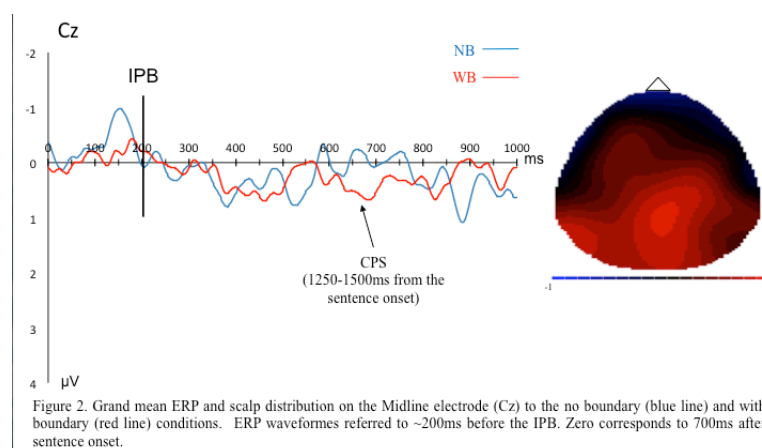 Cz
-2
NB
WB
IPB
-1
0 100 200 300 400 500 600 700 800 900 1000 ms
0
1
CPS
(1250-1500ms from the
sentence onset)
2
3
4 µV
-1
Figure 2. Grand mean ERP and scalp distribution on the Midline electrode (Cz) to the no boundary (blue line) and with
boundary (red line) conditions. ERP waveformes referred to ~200ms before the IPB. Zero corresponds to 700ms after
sentence onset.